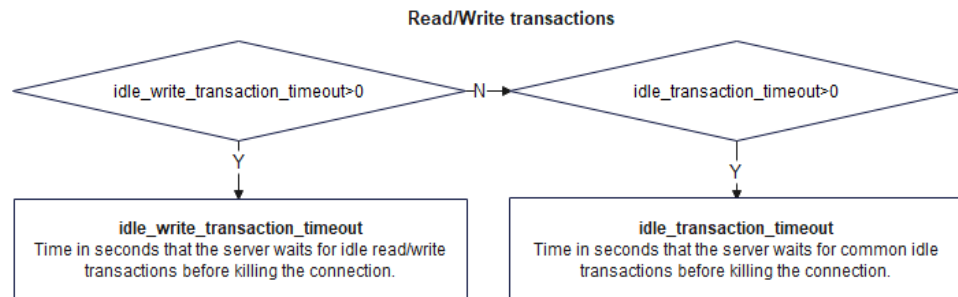 Read/Write transactions
idle_write_transaction_timeout>0
N
idle_transaction_timeout>0
Y
Y
idle_write_transaction_timeout
Time in seconds that the server waits for idle read/write
transactions before killing the connection.
idle_transaction_timeout
Time in seconds that the server waits for common idle
transactions before killing the connection.